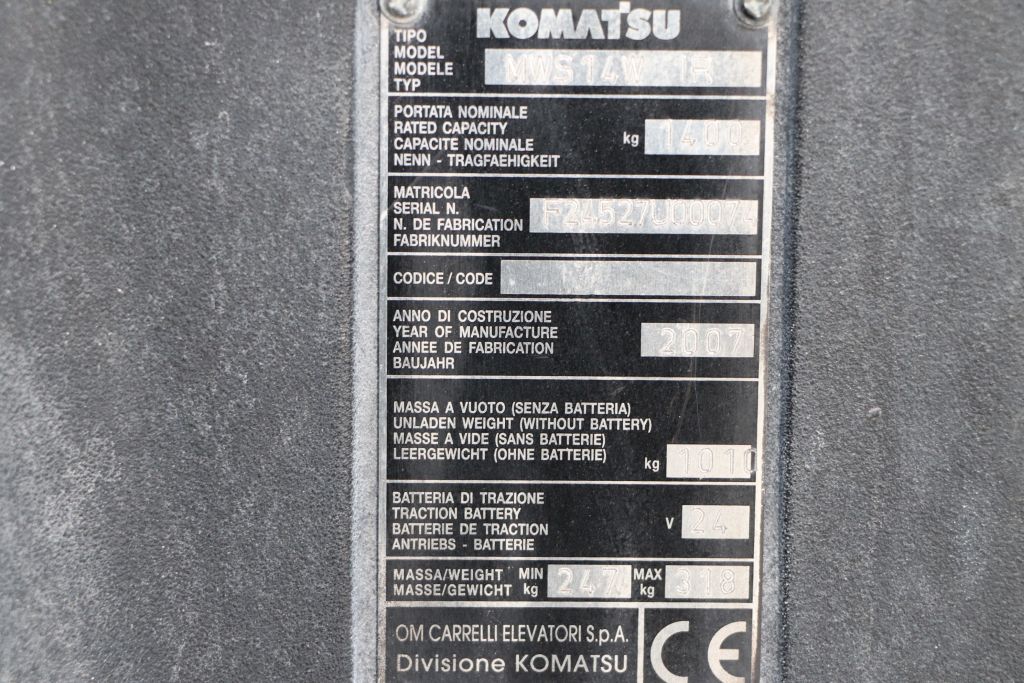 KOMATSU
TIPO
MODEL
MODELE
TYP
MWS14W 1R
PORTATA NOMINALE
RATED CAPACITY
CAPACITE NOMINALE
NENN - TRAGFAEHIGKEIT
kg 1400
MATRICOLA
SERIAL N.
N. DE FABRICATION
FABRIKNUMMER
F24527U00074
CODICE / CODE
ANNO DI COSTRUZIONE
YEAR OF MANUFACTURE
ANNEE DE FABRICATION
BAUJAHR
2007
MASSA A VUOTO (SENZA BATTERIA)
UNLADEN WEIGHT (WITHOUT BATTERY)
MASSE A VIDE (SANS BATTERIE)
LEERGEWICHT (OHNE BATTERIE)
kg 1010
BATTERIA DI TRAZIONE
TRACTION BATTERY
BATTERIE DE TRACTION
ANTRIEBS - BATTERIE
V 24
MASSA/WEIGHT
MASSE/GEWICHT
MIN
kg
247
MAX
kg
318
OM CARRELLI ELEVATORI S.p.A.
Divisione KOMATSU
CE